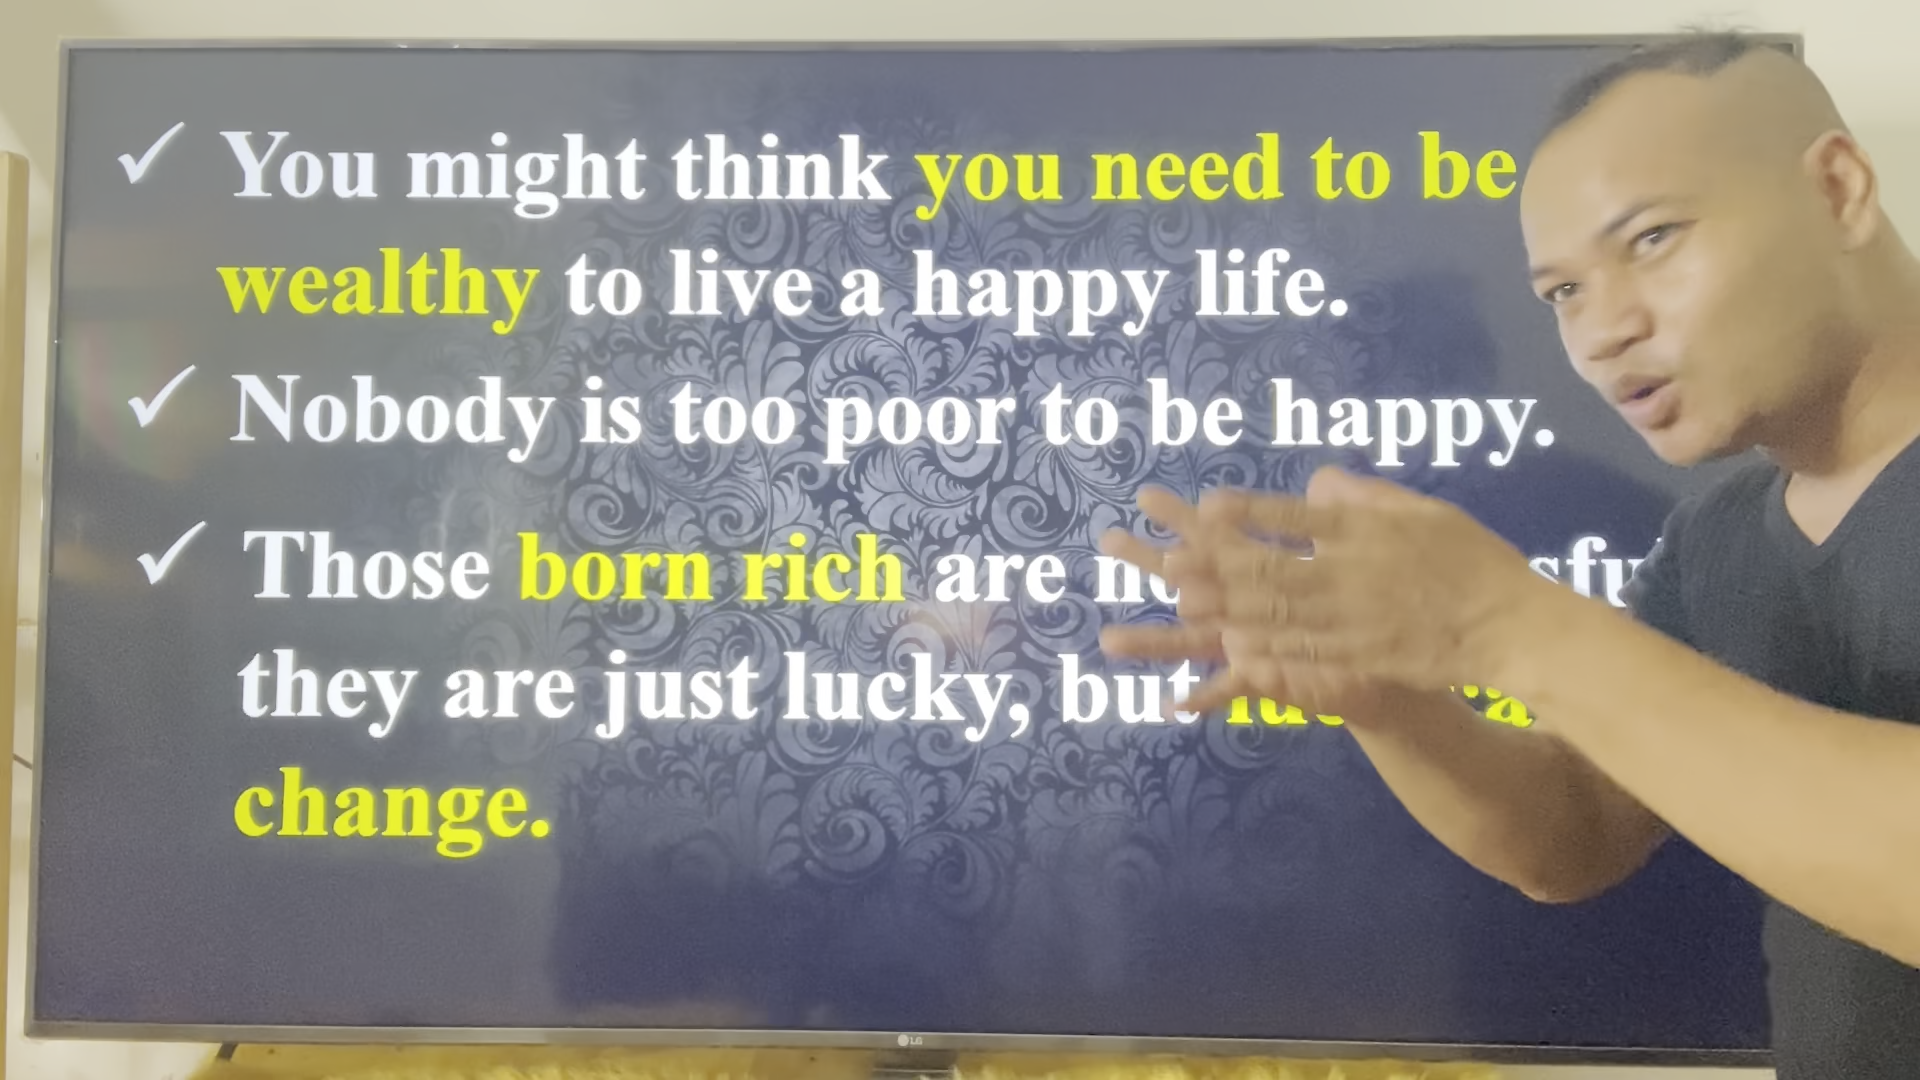 ✓ You might think you need to be
wealthy to live a happy life.
✓ Nobody is too poor to be happy.
✓ Those born rich are
they are just lucky, but
change.
LG